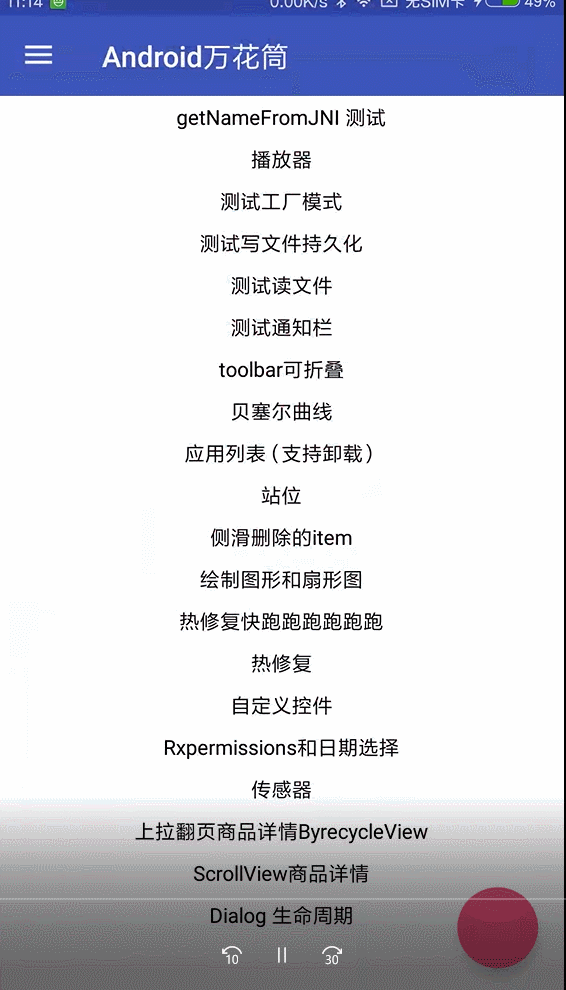 11:14 0.00K/s 无SIM卡 49%
Android万花筒
getNameFromJNI 测试
播放器
测试工厂模式
测试写文件持久化
测试读文件
测试通知栏
toolbar可折叠
贝塞尔曲线
应用列表（支持卸载）
站位
侧滑删除的item
绘制图形和扇形图
热修复快跑跑跑跑跑跑
热修复
自定义控件
Rxpermissions和日期选择
传感器
上拉翻页商品详情ByrecycleView
ScrollView商品详情
Dialog 生命周期
10 30